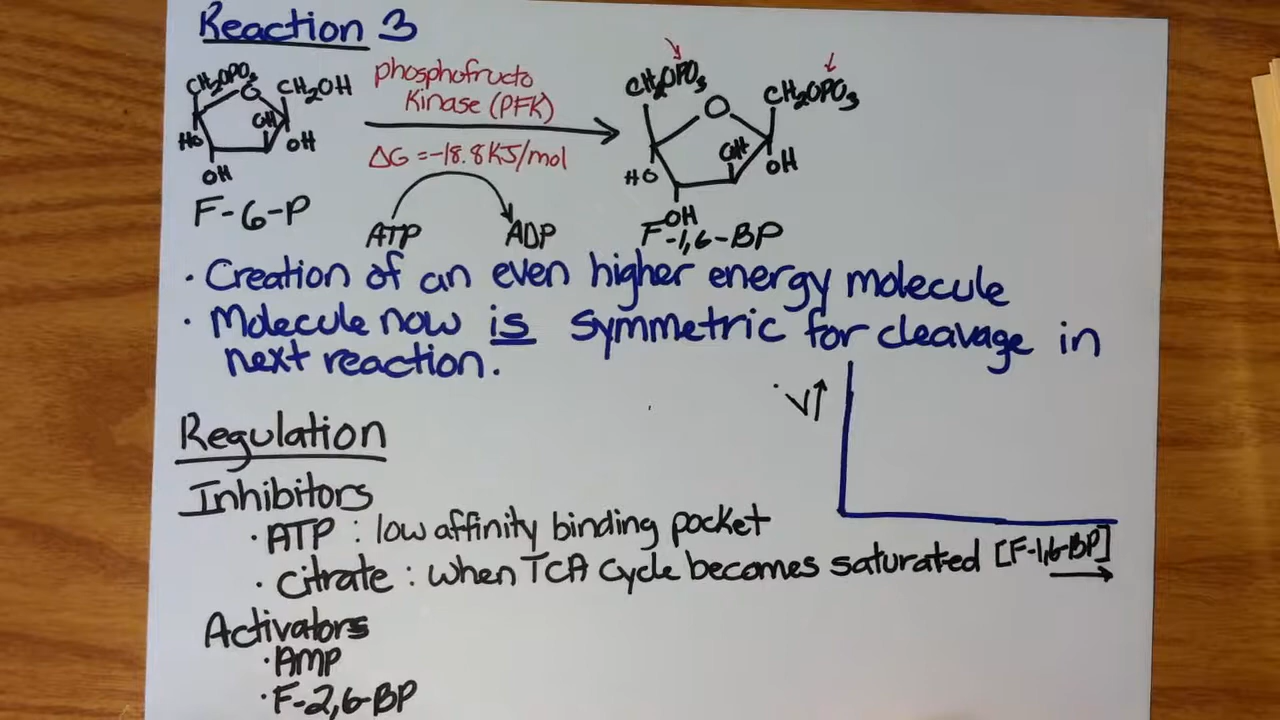 Reaction 3
CH₂OPO₃ O CH₂OH
HO OH OH
OH
F-6-P
phosphofructo
Kinase (PFK)
ΔG = -18.8 KJ/mol
ATP ADP
CH₂OPO₃ O CH₂OPO₃
HO OH OH
OH
F-1,6-BP
· Creation of an even higher energy molecule
· Molecule now is symmetric for cleavage in
next reaction.
V↑
[F-1,6-BP]
Regulation
Inhibitors
· ATP : low affinity binding pocket
· Citrate : when TCA Cycle becomes saturated
Activators
· AMP
· F-2,6-BP